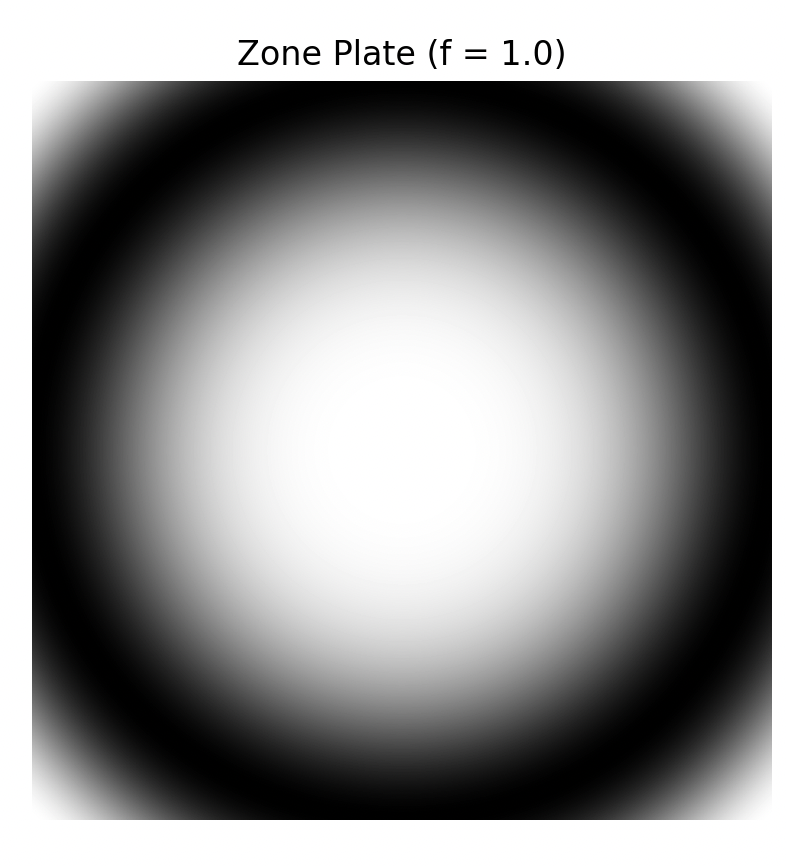 Zone Plate (f = 1.0)